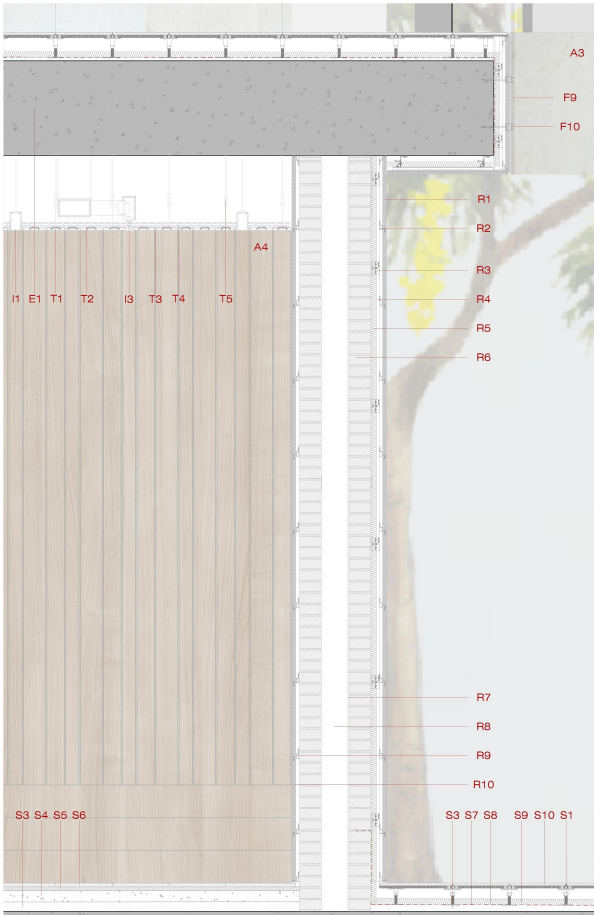 A3
F9
F10
R1
R2
A4
R3
I1 E1 T1 T2 I3 T3 T4 T5
R4
R5
R6
R7
R8
R9
R10
S3 S4 S5 S6
S3 S7 S8 S9 S10 S1